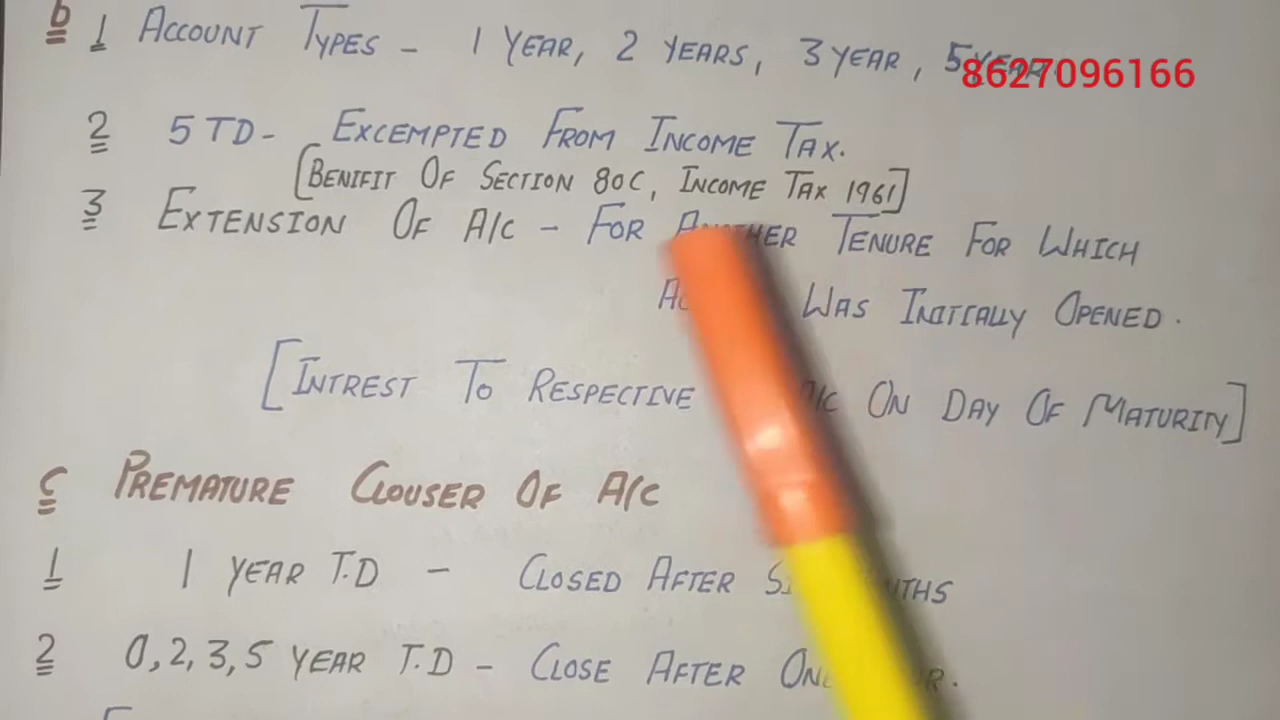 b 1 ACCOUNT TYPES - 1 YEAR, 2 YEARS, 3 YEAR, 5 YEAR.
8627096166
2 5 TD - EXCEMPTED FROM INCOME TAX.
[BENIFIT OF SECTION 80C, INCOME TAX 1961]
3 EXTENSION OF A/C - FOR TENURE FOR WHICH
WAS INITIALLY OPENED.
[INTREST TO RESPECTIVE A/C ON DAY OF MATURITY]
C PREMATURE CLOUSER OF A/C
1 1 YEAR T.D - CLOSED AFTER
2 0,2,3,5 YEAR T.D - CLOSE AFTER